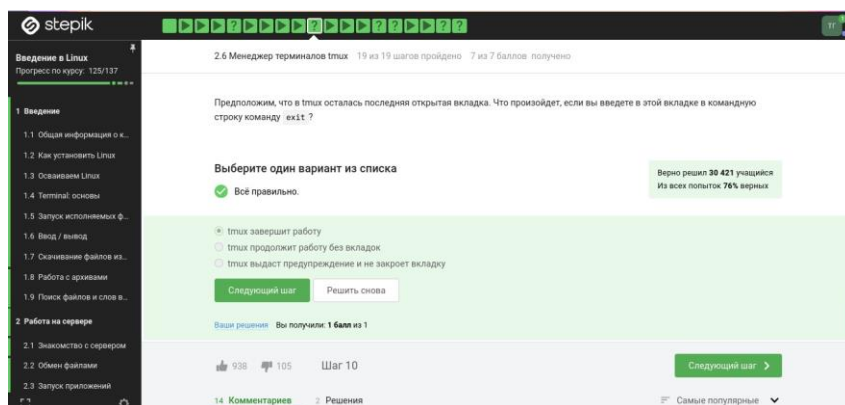 stepik
ТГ
Введение в Linux
Прогресс по курсу: 125/137
1 Введение
1.1 Общая информация о к...
1.2 Как установить Linux
1.3 Осваиваем Linux
1.4 Terminal: основы
1.5 Запуск исполняемых ф...
1.6 Ввод / вывод
1.7 Скачивание файлов из...
1.8 Работа с архивами
1.9 Поиск файлов и слов в...
2 Работа на сервере
2.1 Знакомство с сервером
2.2 Обмен файлами
2.3 Запуск приложений
2.6 Менеджер терминалов tmux 19 из 19 шагов пройдено 7 из 7 баллов получено
Предположим, что в tmux осталась последняя открытая вкладка. Что произойдет, если вы введете в этой вкладке в командную
строку команду exit ?
Выберите один вариант из списка
Всё правильно.
Верно решил 30 421 учащийся
Из всех попыток 76% верных
tmux завершит работу
tmux продолжит работу без вкладок
tmux выдаст предупреждение и не закроет вкладку
Следующий шаг Решить снова
Ваши решения Вы получили: 1 балл из 1
938 105 Шаг 10 Следующий шаг
14 Комментариев 2 Решения Самые популярные